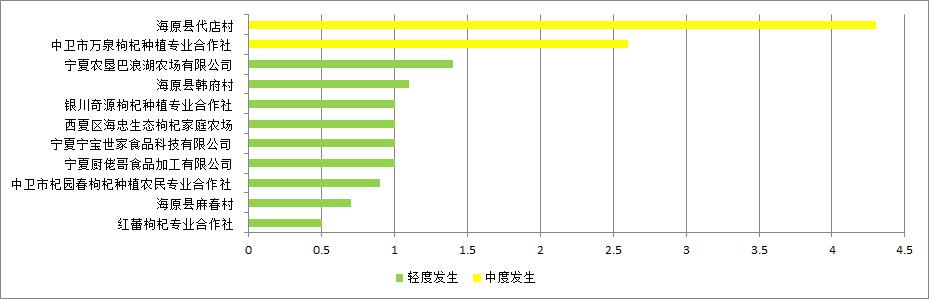 海原县代店村
中卫市万泉枸杞种植专业合作社
宁夏农垦巴浪湖农场有限公司
海原县韩府村
银川奇源枸杞种植专业合作社
西夏区海忠生态枸杞家庭农场
宁夏宁宝世家食品科技有限公司
宁夏厨佬哥食品加工有限公司
中卫市杞园春枸杞种植农民专业合作社
海原县麻春村
红蕾枸杞专业合作社
0 0.5 1 1.5 2 2.5 3 3.5 4 4.5
轻度发生 中度发生